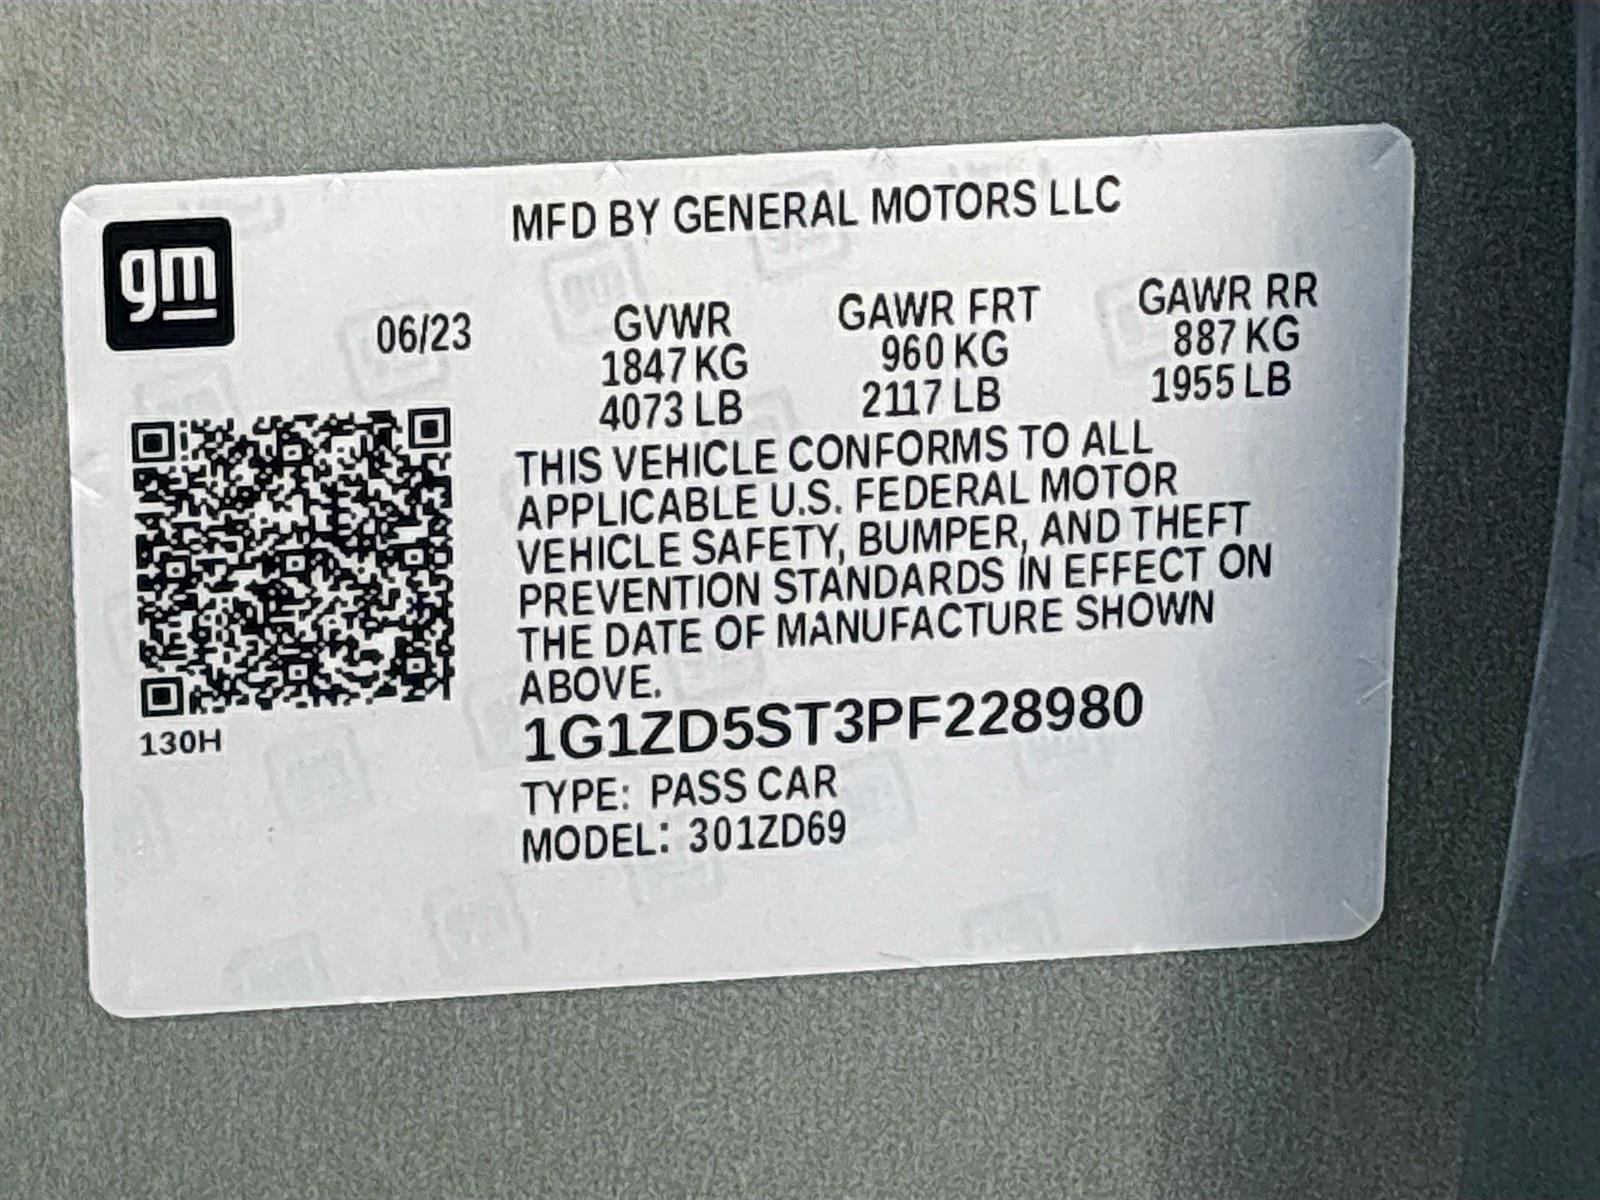 gm
MFD BY GENERAL MOTORS LLC
06/23
GVWR
1847 KG
4073 LB
GAWR FRT
960 KG
2117 LB
GAWR RR
887 KG
1955 LB
THIS VEHICLE CONFORMS TO ALL
APPLICABLE U.S. FEDERAL MOTOR
VEHICLE SAFETY, BUMPER, AND THEFT
PREVENTION STANDARDS IN EFFECT ON
THE DATE OF MANUFACTURE SHOWN
ABOVE.
130H
1G1ZD5ST3PF228980
TYPE: PASS CAR
MODEL: 301ZD69